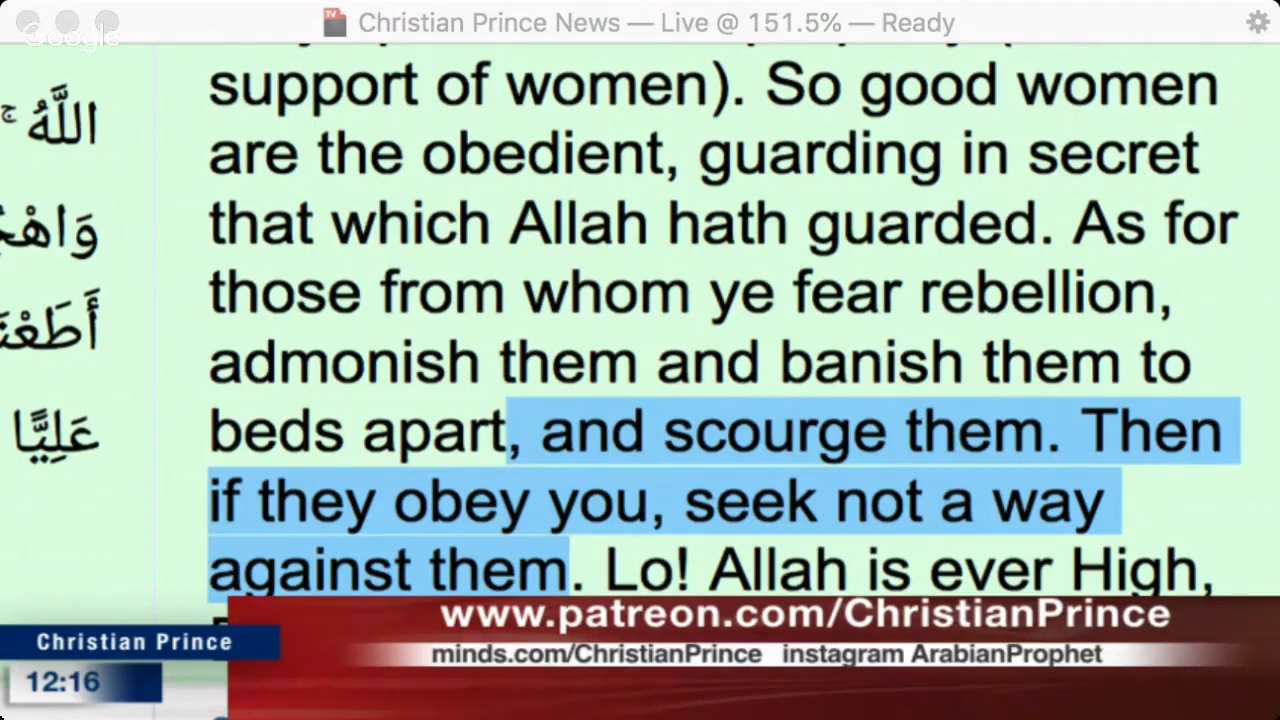 Christian Prince News — Live @ 151.5% — Ready
Google
support of women). So good women
are the obedient, guarding in secret
that which Allah hath guarded. As for
those from whom ye fear rebellion,
admonish them and banish them to
beds apart, and scourge them. Then
if they obey you, seek not a way
against them. Lo! Allah is ever High,
اللَّهُ ۚ
أَطَعْنَ
عَلِيًّا
www.patreon.com/ChristianPrince
Christian Prince
minds.com/ChristianPrince instagram ArabianProphet
12:16